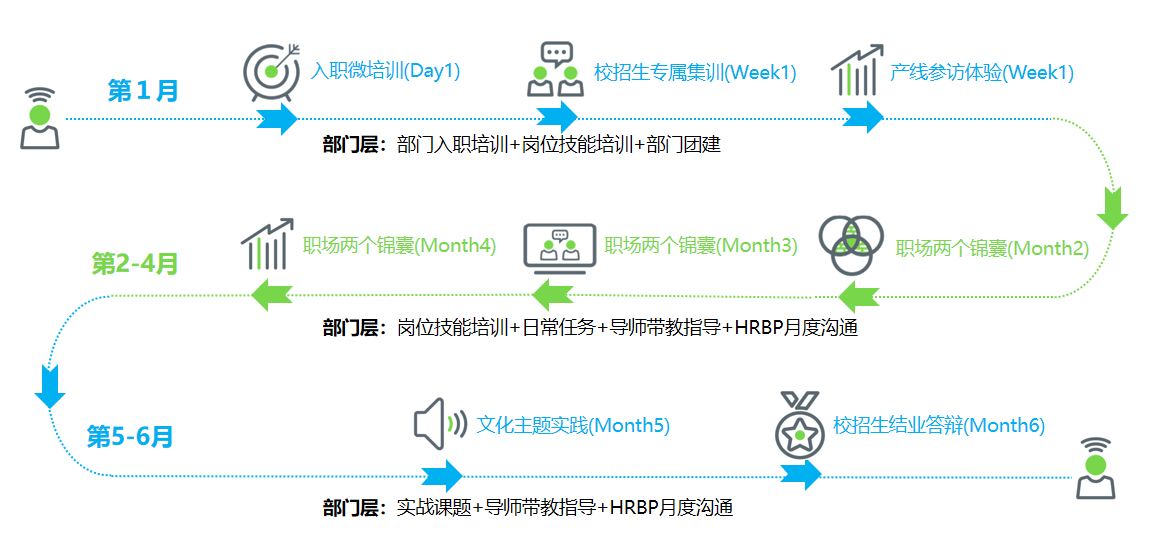 第１月
入职微培训(Day1)
校招生专属集训(Week1)
产线参访体验(Week1)
部门层：部门入职培训+岗位技能培训+部门团建
第2-4月
职场两个锦囊(Month4)
职场两个锦囊(Month3)
职场两个锦囊(Month2)
部门层：岗位技能培训+日常任务+导师带教指导+HRBP月度沟通
第5-6月
文化主题实践(Month5)
校招生结业答辩(Month6)
部门层：实战课题+导师带教指导+HRBP月度沟通